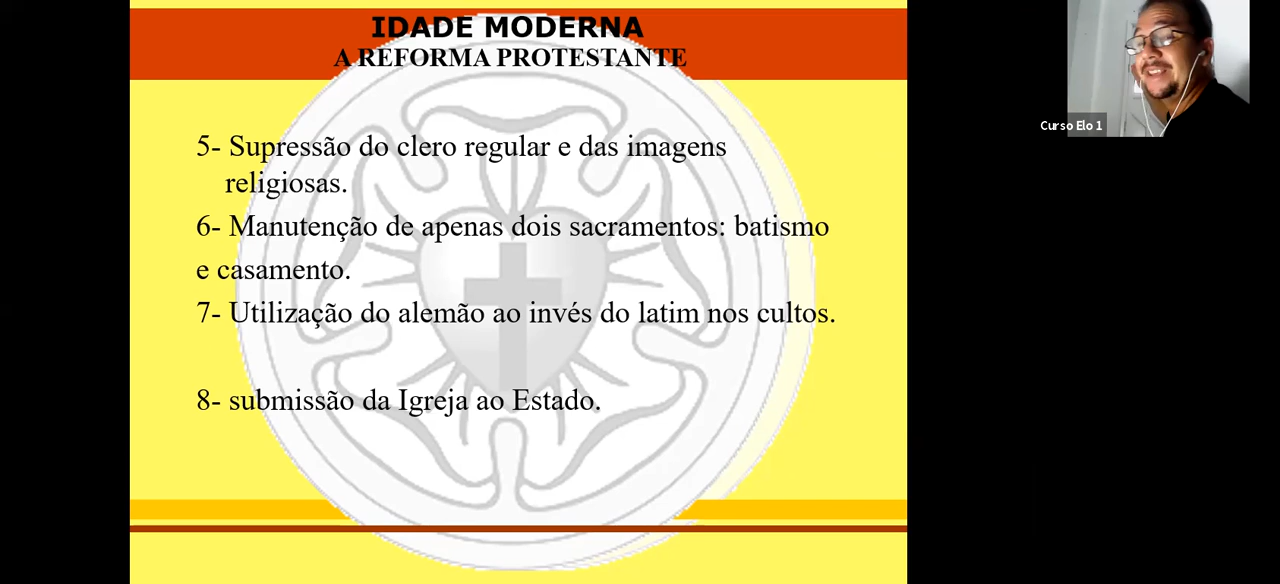 IDADE MODERNA
A REFORMA PROTESTANTE
5- Supressão do clero regular e das imagens
religiosas.
6- Manutenção de apenas dois sacramentos: batismo
e casamento.
7- Utilização do alemão ao invés do latim nos cultos.
8- submissão da Igreja ao Estado.
Curso Elo 1